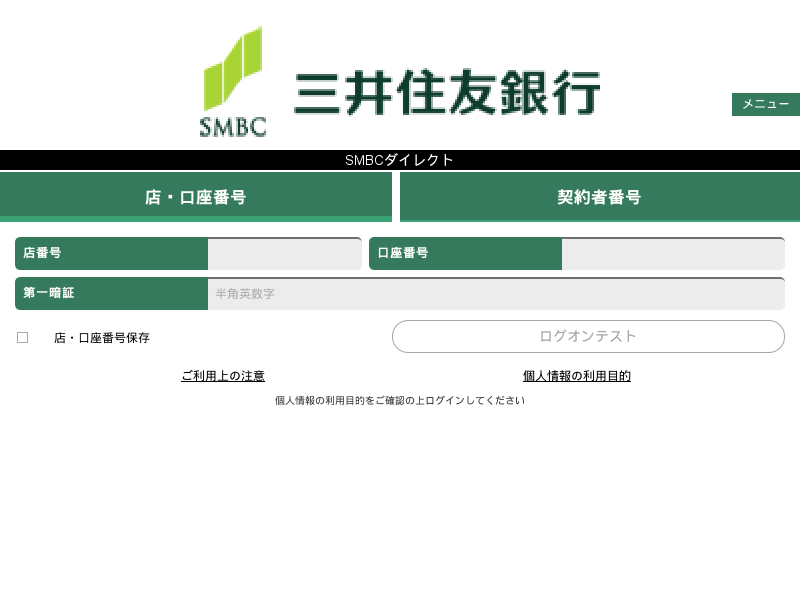 SMBC
三井住友銀行
メニュー
SMBCダイレクト
店・口座番号
契約者番号
店番号
口座番号
第一暗証
半角英数字
店・口座番号保存
ログオンテスト
ご利用上の注意
個人情報の利用目的
個人情報の利用目的をご確認の上ログインしてください